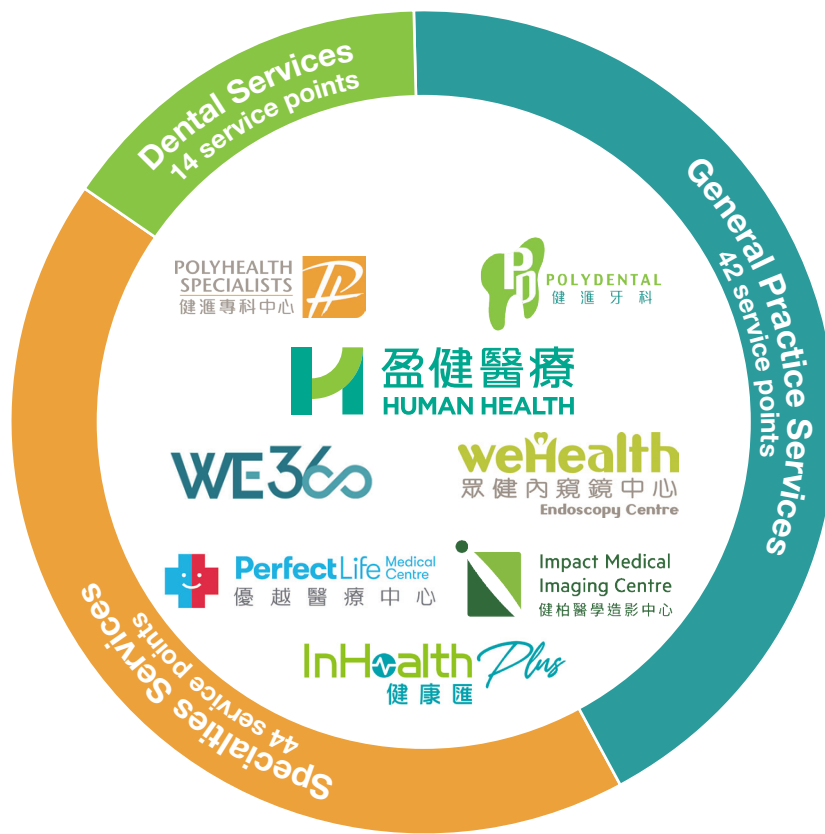 Dental Services
14 service points
General Practice Services
42 service points
POLYHEALTH
SPECIALISTS
健滙專科中心
PD
POLYDENTAL
健滙牙科
盈健醫療
HUMAN HEALTH
WE36
weHealth
眾健內窺鏡中心
Endoscopy Centre
PerfectLife Medical
Centre
優越醫療中心
Impact Medical
Imaging Centre
健柏醫學造影中心
InHealth Plus
健康匯
Specialties Services
44 service points